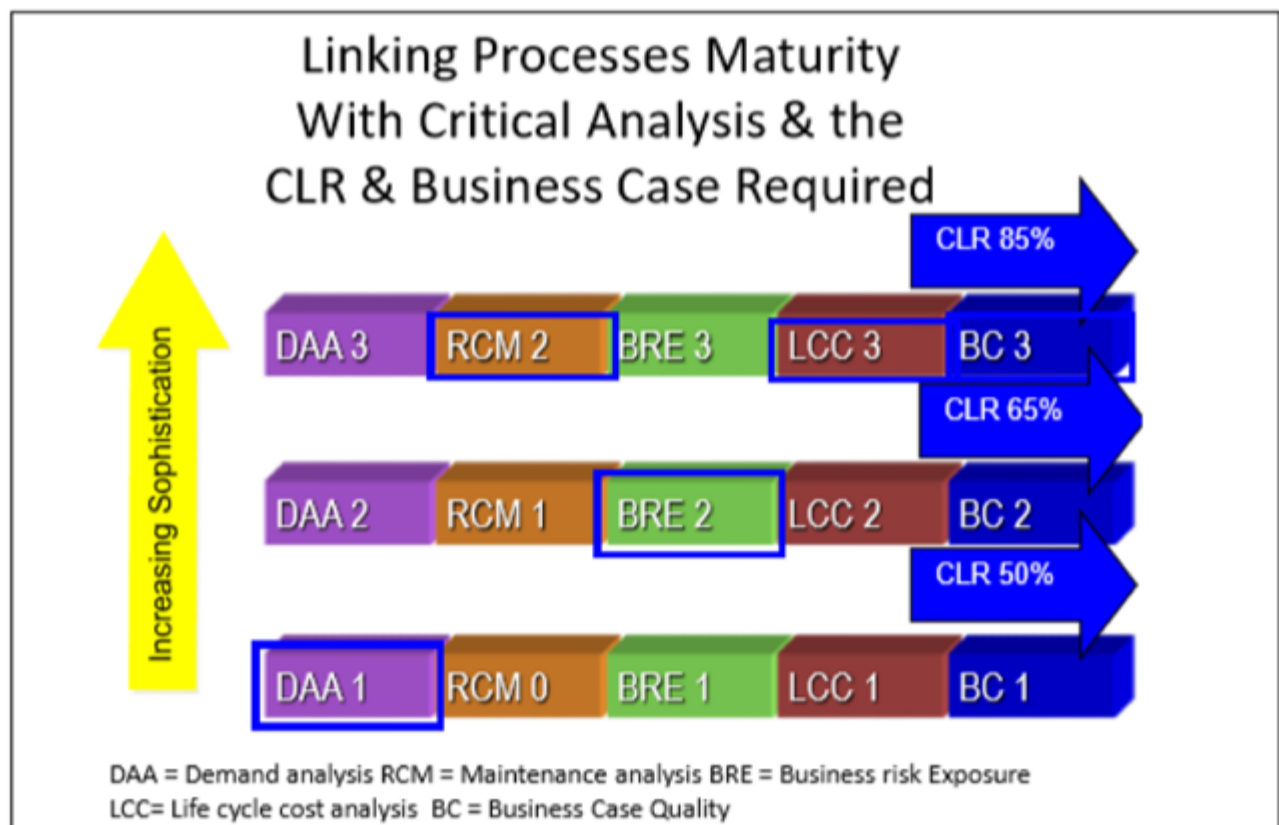 Linking Processes Maturity
With Critical Analysis & the
CLR & Business Case Required
CLR 85%
DAA 3 RCM 2 BRE 3 LCC 3 BC 3
CLR 65%
DAA 2 RCM 1 BRE 2 LCC 2 BC 2
CLR 50%
DAA 1 RCM 0 BRE 1 LCC 1 BC 1
Increasing Sophistication
DAA = Demand analysis RCM = Maintenance analysis BRE = Business risk Exposure
LCC= Life cycle cost analysis BC = Business Case Quality